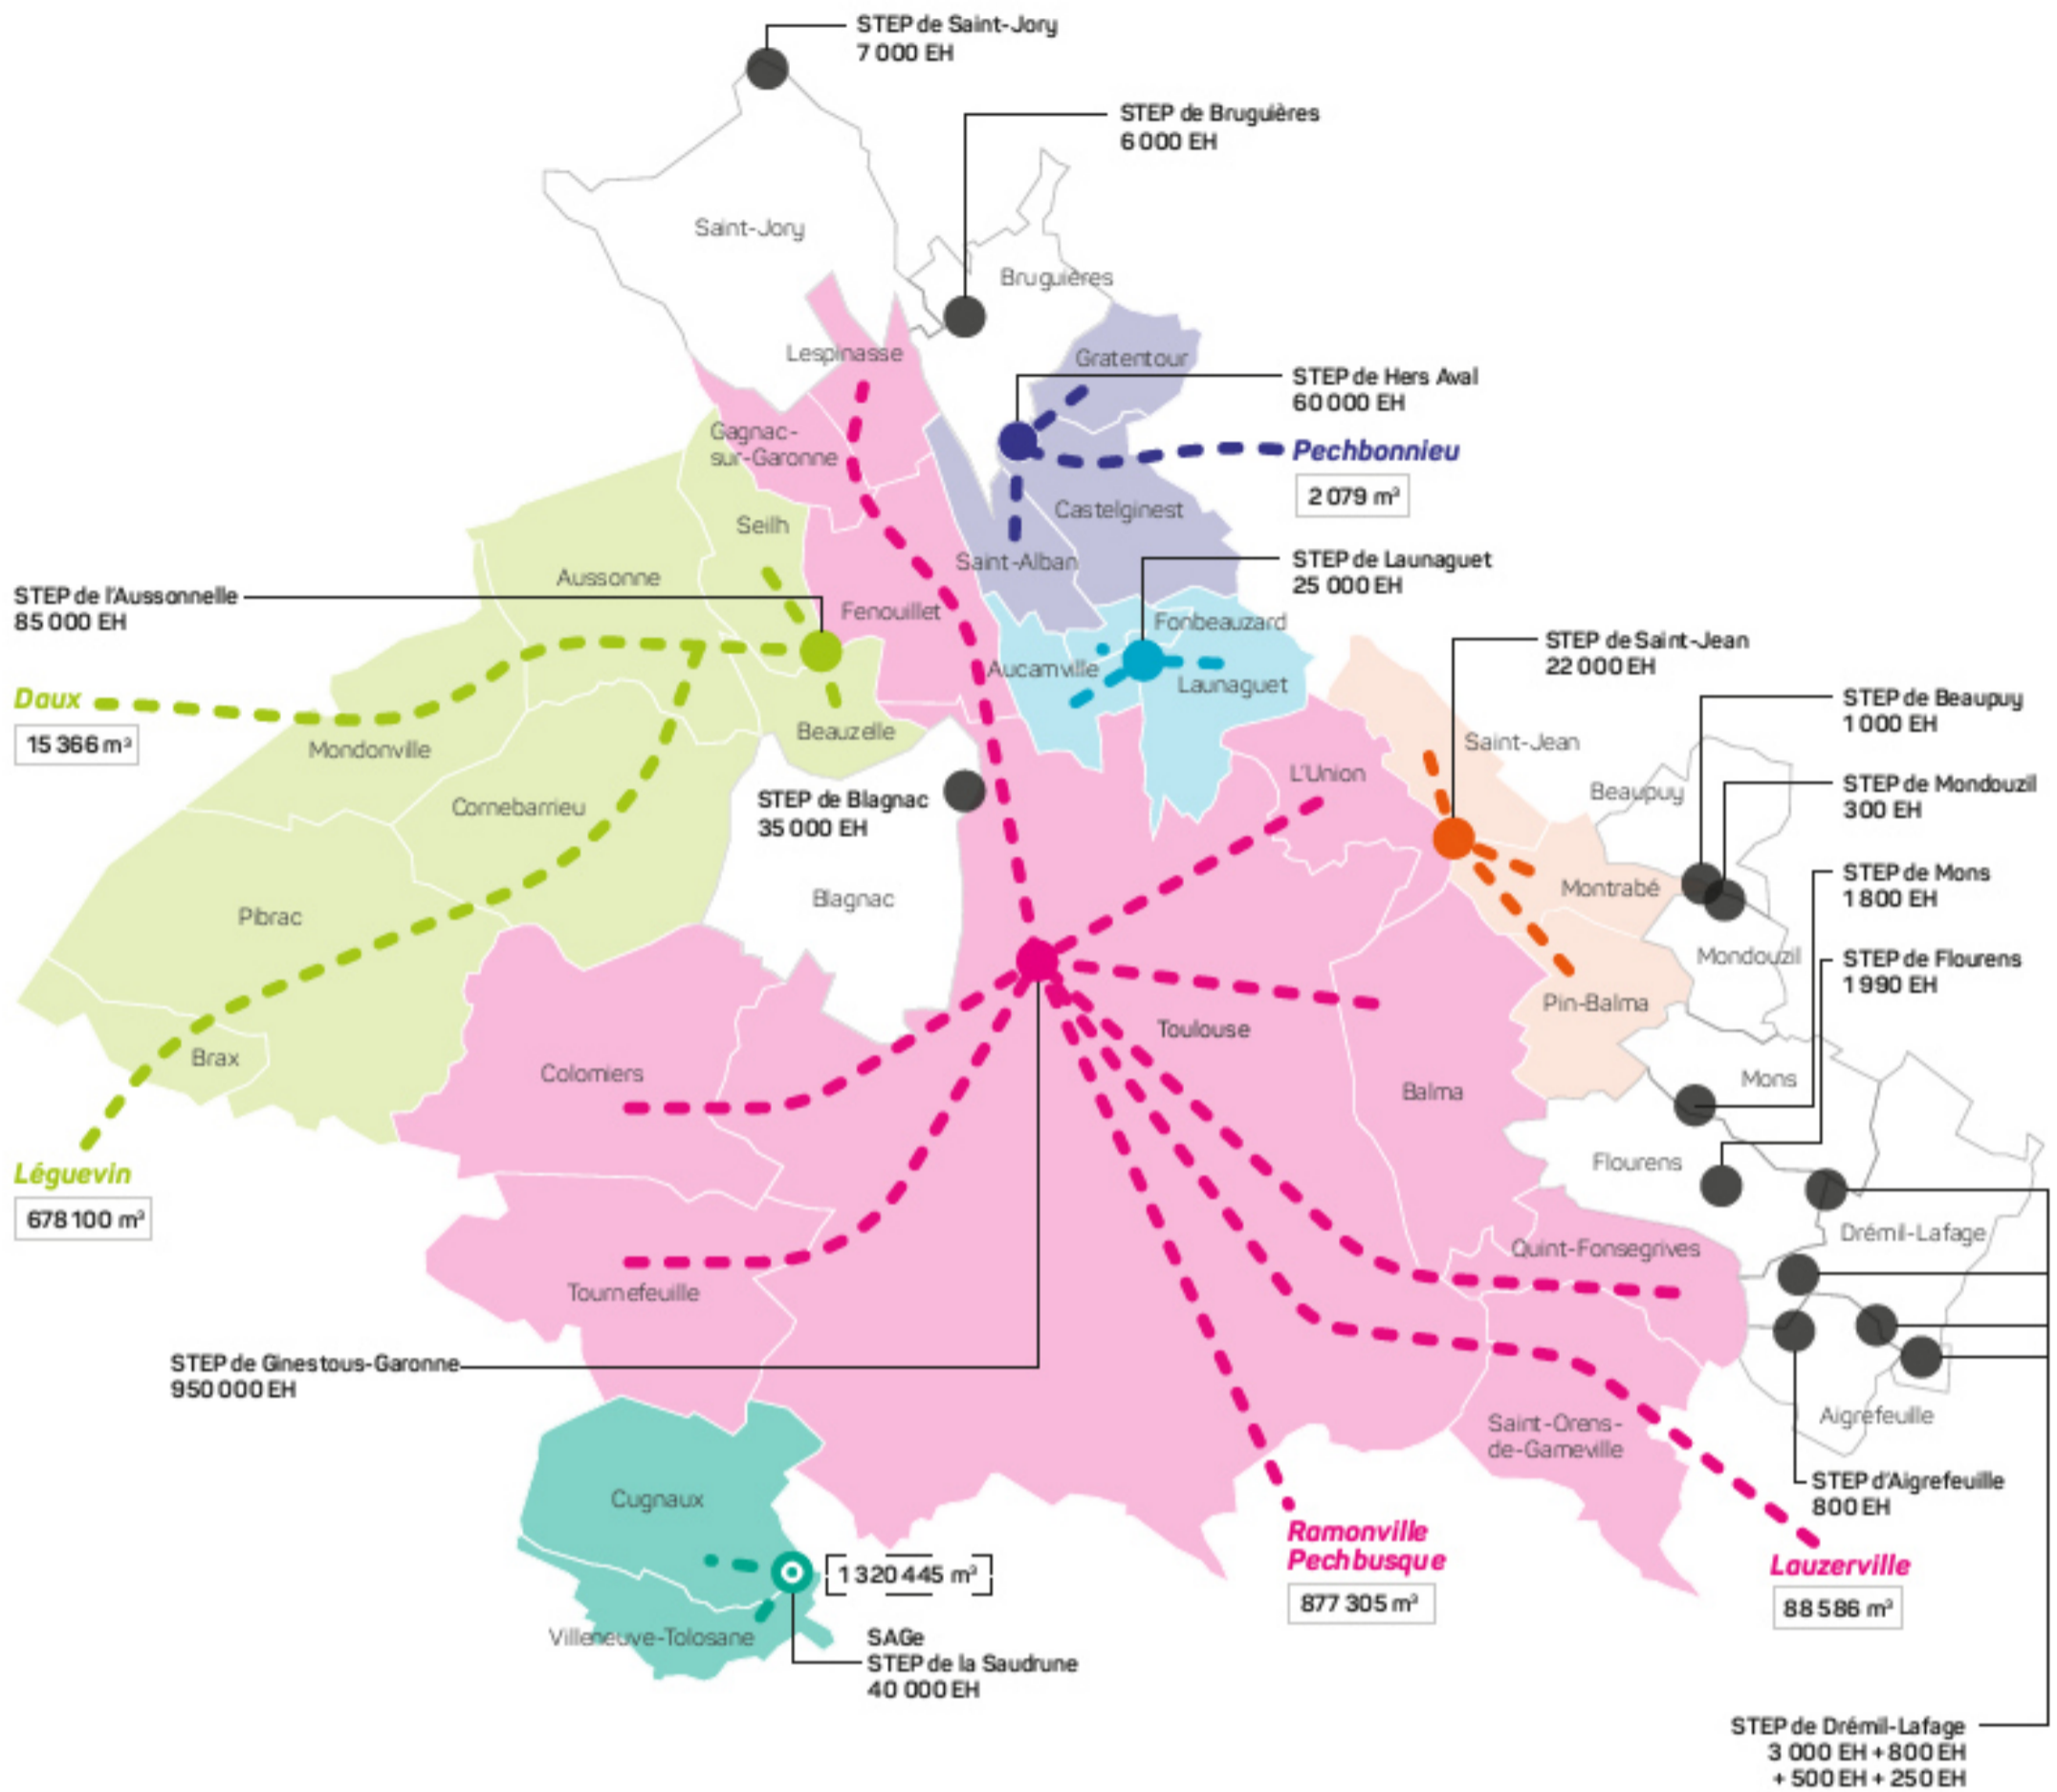 STEP de Saint-Jory
7 000 EH
STEP de Bruguières
6 000 EH
Saint-Jory
Bruguières
Lespinasse
Gratentour
STEP de Hers Aval
60 000 EH
Gagnac-
sur-Garonne
Pechbonnieu
2 079 m³
Seilh
Castelginest
Saint-Alban
STEP de Launaguet
25 000 EH
Aussonne
STEP de l'Aussonnelle
85 000 EH
Fenouillet
Fonbeauzard
STEP de Saint-Jean
22 000 EH
Aucamville
Launaguet
Daux
15 366 m³
STEP de Beaupuy
1 000 EH
Mondonville
Beauzelle
Saint-Jean
L'Union
Beaupuy
STEP de Mondouzil
300 EH
Cornebarrieu
STEP de Blagnac
35 000 EH
STEP de Mons
1 800 EH
Montrabé
Blagnac
Pibrac
Mondouzil
STEP de Flourens
1 990 EH
Pin-Balma
Toulouse
Brax
Colomiers
Mons
Balma
Léguevin
678 100 m³
Flourens
Drémil-Lafage
Quint-Fonsegrives
Tournefeuille
STEP de Ginestous-Garonne
950 000 EH
Aigrefeuille
Saint-Orens-
de-Gameville
STEP d'Aigrefeuille
800 EH
Cugnaux
Ramonville
Pechbusque
877 305 m³
Lauzerville
88 586 m³
1 320 445 m³
Villeneuve-Tolosane
SAGe
STEP de la Saudrune
40 000 EH
STEP de Drémil-Lafage
3 000 EH + 800 EH
+ 500 EH + 250 EH